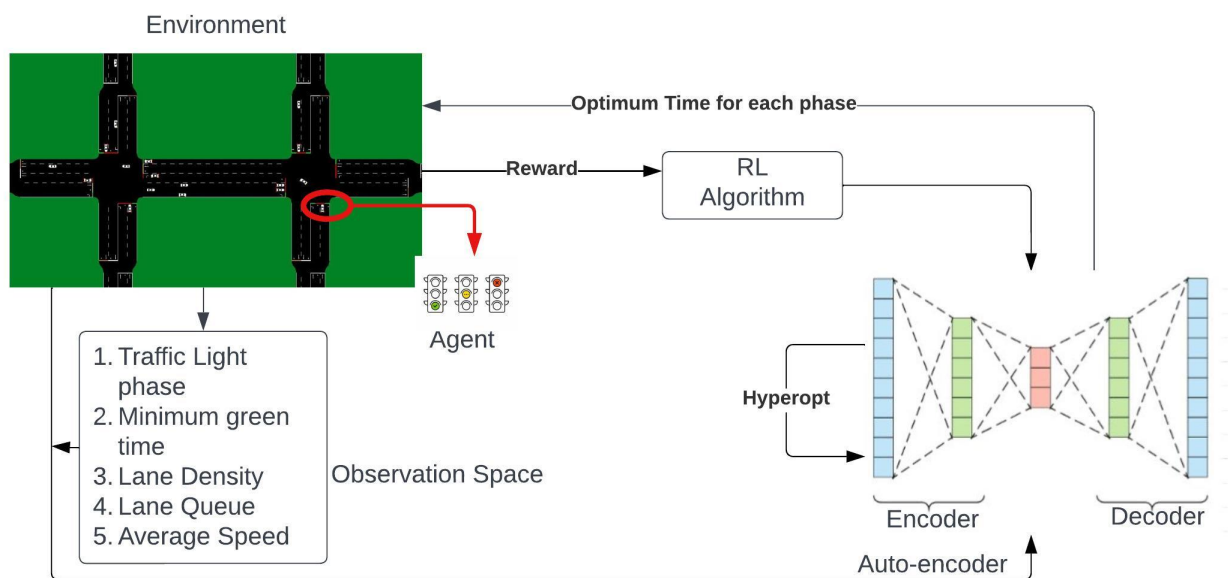 Environment
Optimum Time for each phase
Reward
RL
Algorithm
Agent
1. Traffic Light
phase
2. Minimum green
time
3. Lane Density
4. Lane Queue
5. Average Speed
Observation Space
Hyperopt
Encoder
Decoder
Auto-encoder